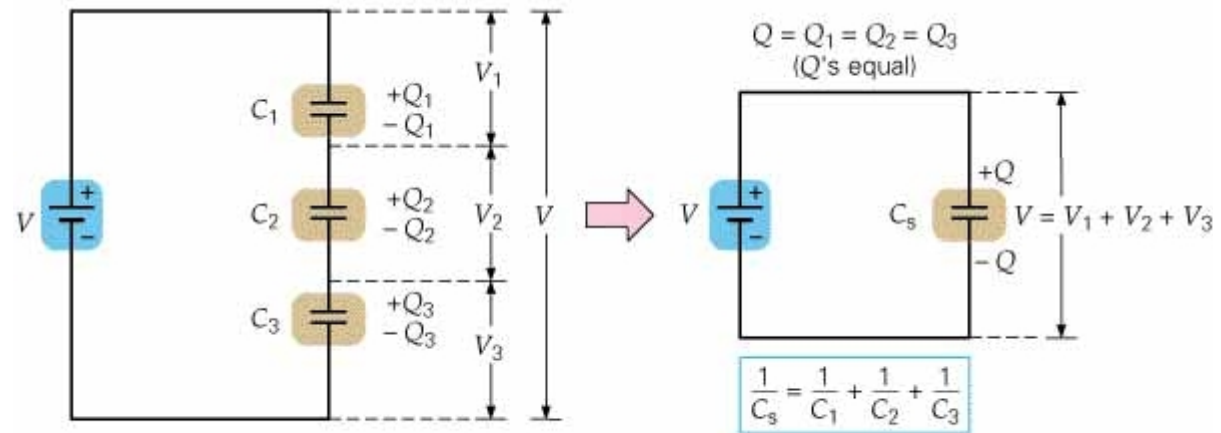 V
+
−
C₁
+Q₁
− Q₁
V₁
C₂
+Q₂
− Q₂
V₂
C₃
+Q₃
− Q₃
V₃
V
Q = Q₁ = Q₂ = Q₃
(Q's equal)
V
+
−
Cₛ
+Q
− Q
V = V₁ + V₂ + V₃
1/Cₛ = 1/C₁ + 1/C₂ + 1/C₃